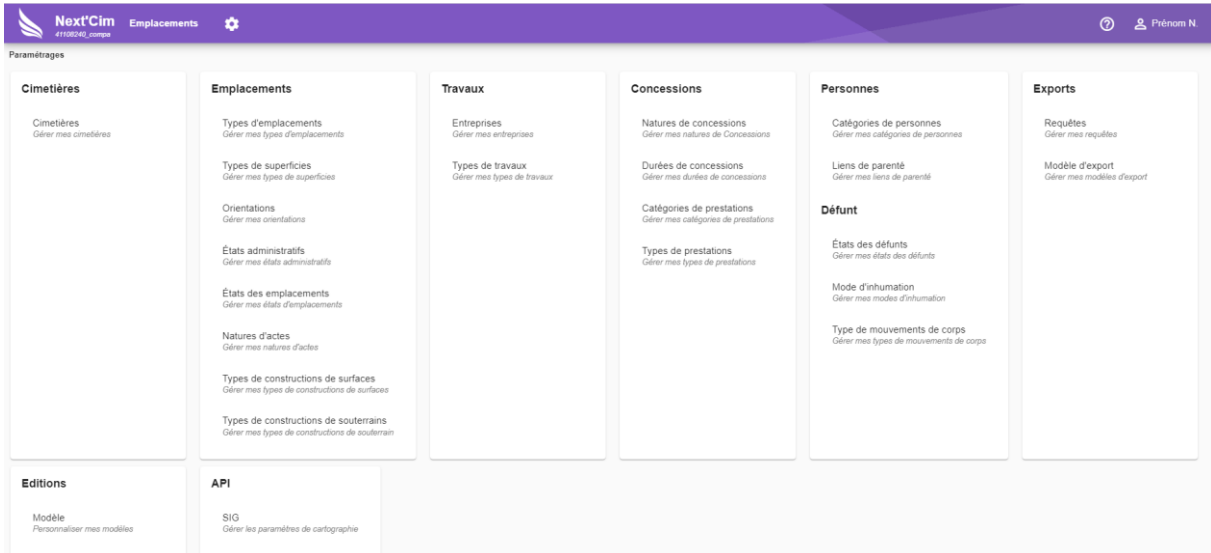 Next'Cim
41108240_compa
Emplacements
Prénom N.
Paramétrages
Cimetières
Cimetières
Gérer mes cimetières
Emplacements
Types d'emplacements
Gérer mes types d'emplacements
Types de superficies
Gérer mes types de superficies
Orientations
Gérer mes orientations
États administratifs
Gérer mes états administratifs
États des emplacements
Gérer mes états d'emplacements
Natures d'actes
Gérer mes natures d'actes
Types de constructions de surfaces
Gérer mes types de constructions de surfaces
Types de constructions de souterrains
Gérer mes types de constructions de souterrain
Travaux
Entreprises
Gérer mes entreprises
Types de travaux
Gérer mes types de travaux
Concessions
Natures de concessions
Gérer mes natures de Concessions
Durées de concessions
Gérer mes durées de concessions
Catégories de prestations
Gérer mes catégories de prestations
Types de prestations
Gérer mes types de prestations
Personnes
Catégories de personnes
Gérer mes catégories de personnes
Liens de parenté
Gérer mes liens de parenté
Défunt
États des défunts
Gérer mes états des défunts
Mode d'inhumation
Gérer mes modes d'inhumation
Type de mouvements de corps
Gérer mes types de mouvements de corps
Exports
Requêtes
Gérer mes requêtes
Modèle d'export
Gérer mes modèles d'export
Editions
Modèle
Personnaliser mes modèles
API
SIG
Gérer les paramètres de cartographie